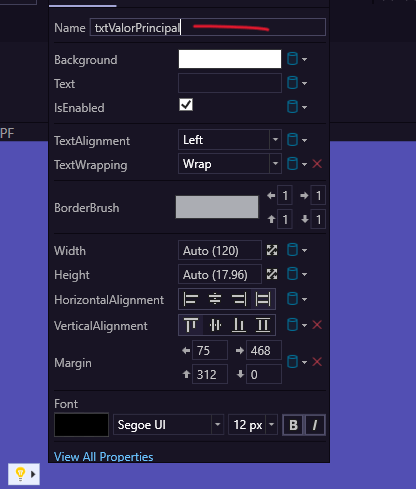 Name txtValorPrincipal
Background
Text
IsEnabled
PF
TextAlignment Left
TextWrapping Wrap
BorderBrush 1 1
1 1
Width Auto (120)
Height Auto (17.96)
HorizontalAlignment
VerticalAlignment
Margin 75 468
312 0
Font
Segoe UI 12 px B I
View All Properties